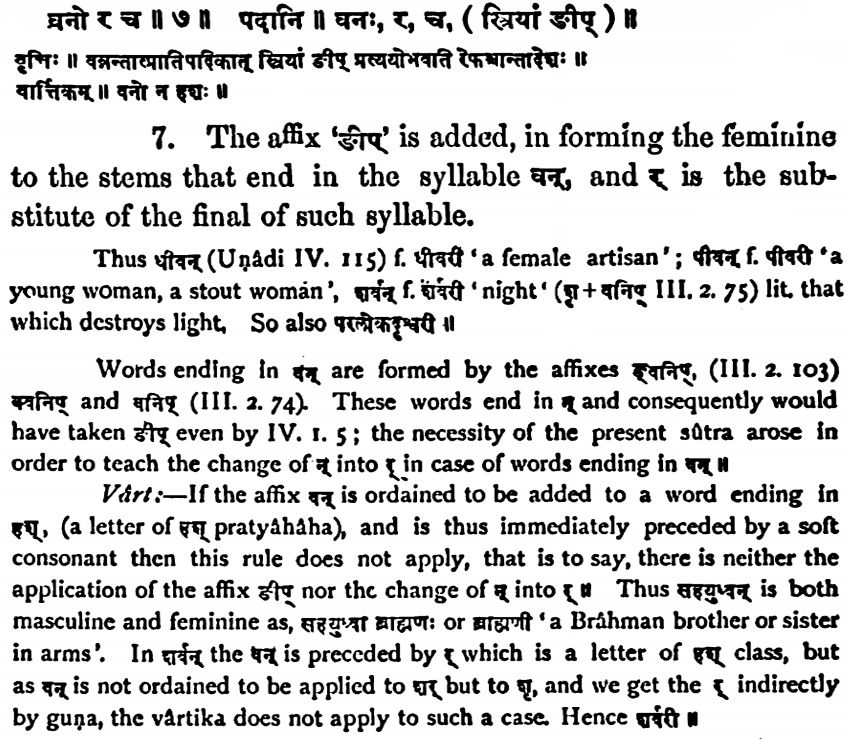 वनो र च ॥ ७ ॥ पदानि ॥ वनः, र, च, ( स्त्रियां ङीप् ) ॥
वृत्तिः ॥ वन्नन्तात्प्रातिपदिकात् स्त्रियां ङीप् प्रत्ययोभवति रेफश्चान्तादेशः ॥
वार्त्तिकम् ॥ वनो न हशः ॥
7. The affix 'ङीप्' is added, in forming the feminine
to the stems that end in the syllable वन्, and र् is the sub-
stitute of the final of such syllable.
Thus धीवन् (Uṇâdi IV. 115) f. धीवरी 'a female artisan'; पीवन् f. पीवरी 'a
young woman, a stout woman', शर्वन् f. शर्वरी 'night' (शृ+वनिप् III. 2. 75) lit. that
which destroys light, So also परलोकदृश्वरी ॥
Words ending in वन् are formed by the affixes ङ्वनिप्, (III. 2. 103)
क्वनिप् and वनिप् (III. 2. 74). These words end in न् and consequently would
have taken ङीप् even by IV. 1. 5; the necessity of the present sûtra arose in
order to teach the change of न् into र् in case of words ending in वन् ॥
Vârt:—If the affix वन् is ordained to be added to a word ending in
हश्, (a letter of हश् pratyâhâha), and is thus immediately preceded by a soft
consonant then this rule does not apply, that is to say, there is neither the
application of the affix ङीप् nor the change of न् into र् ॥ Thus सहयुध्वन् is both
masculine and feminine as, सहयुध्वा ब्राह्मणः or ब्राह्मणी 'a Brâhman brother or sister
in arms'. In शर्वन् the वन् is preceded by र् which is a letter of हश् class, but
as वन् is not ordained to be applied to शर् but to शृ, and we get the र् indirectly
by guṇa, the vârtika does not apply to such a case. Hence शर्वरी ॥